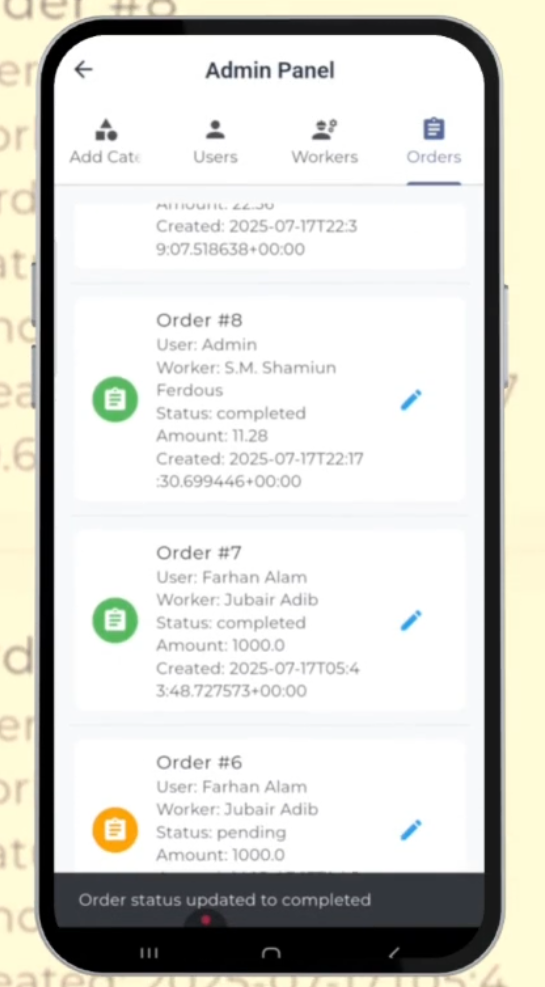 Admin Panel
Add Cate
Users
Workers
Orders
Amount: 22.56
Created: 2025-07-17T22:3
9:07.518638+00:00
Order #8
User: Admin
Worker: S.M. Shamiun
Ferdous
Status: completed
Amount: 11.28
Created: 2025-07-17T22:17
:30.699446+00:00
Order #7
User: Farhan Alam
Worker: Jubair Adib
Status: completed
Amount: 1000.0
Created: 2025-07-17T05:4
3:48.727573+00:00
Order #6
User: Farhan Alam
Worker: Jubair Adib
Status: pending
Amount: 1000.0
Order status updated to completed